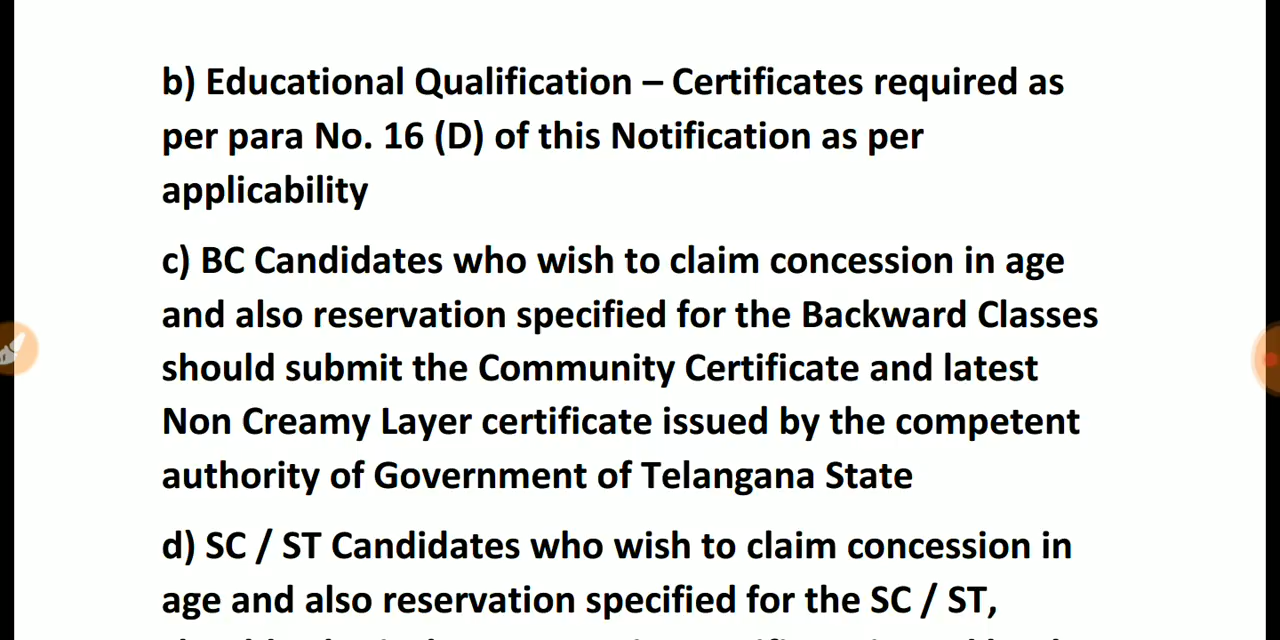 b) Educational Qualification – Certificates required as
per para No. 16 (D) of this Notification as per
applicability
c) BC Candidates who wish to claim concession in age
and also reservation specified for the Backward Classes
should submit the Community Certificate and latest
Non Creamy Layer certificate issued by the competent
authority of Government of Telangana State
d) SC / ST Candidates who wish to claim concession in
age and also reservation specified for the SC / ST,